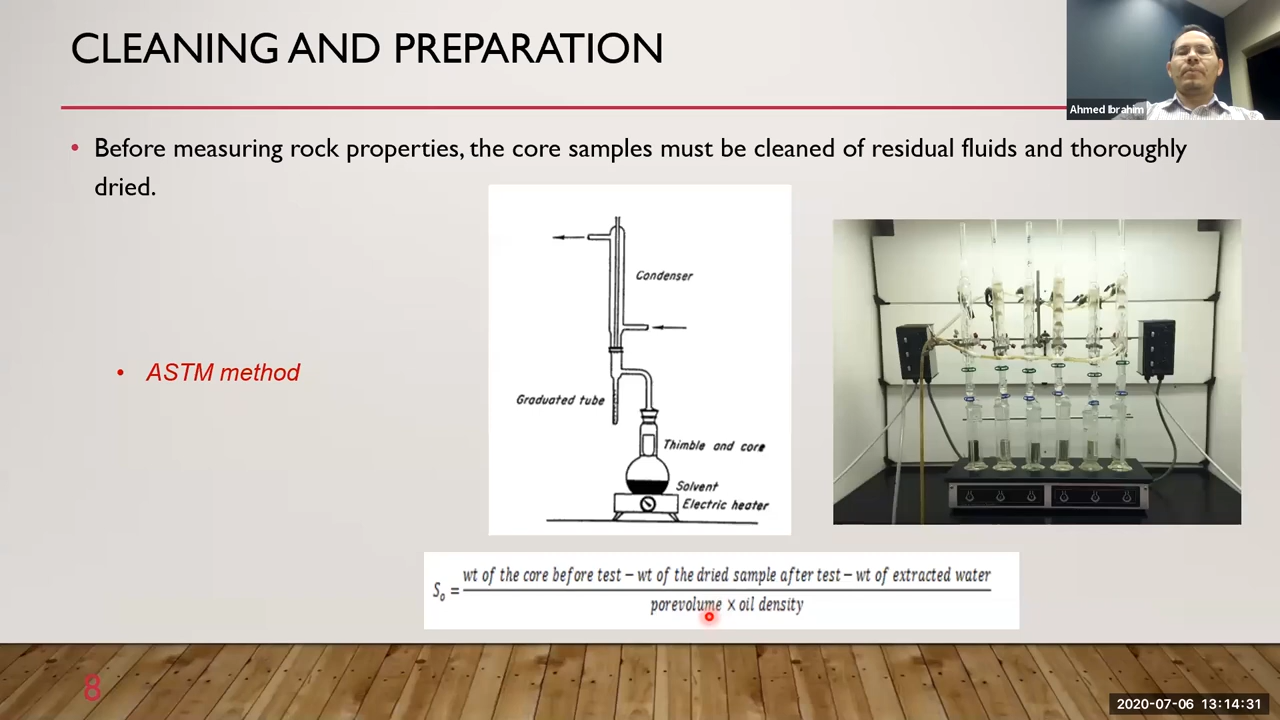 CLEANING AND PREPARATION
Ahmed Ibrahim
• Before measuring rock properties, the core samples must be cleaned of residual fluids and thoroughly
dried.
Condenser
• ASTM method
Graduated tube
Thimble and core
Solvent
Electric heater
S_o = (wt of the core before test − wt of the dried sample after test − wt of extracted water) / (porevolume × oil density)
8
2020-07-06 13:14:31